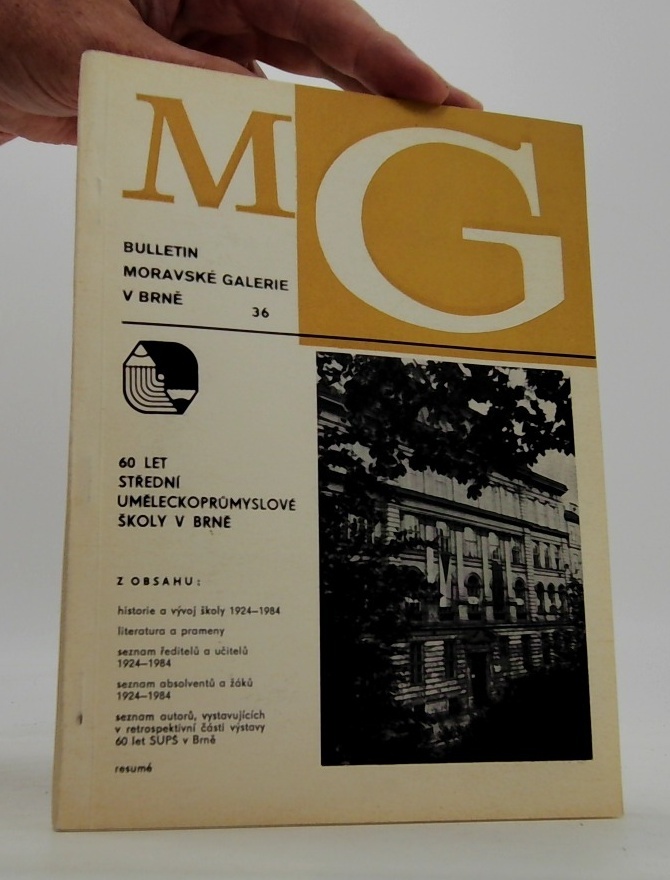 MG
BULLETIN
MORAVSKÉ GALERIE
V BRNĚ
36
60 LET
STŘEDNÍ
UMĚLECKOPRŮMYSLOVÉ
ŠKOLY V BRNĚ
Z OBSAHU:
historie a vývoj školy 1924—1984
literatura a prameny
seznam ředitelů a učitelů
1924—1984
seznam absolventů a žáků
1924—1984
seznam autorů, vystavujících
v retrospektivní části výstavy
60 let SUPŠ v Brně
resumé